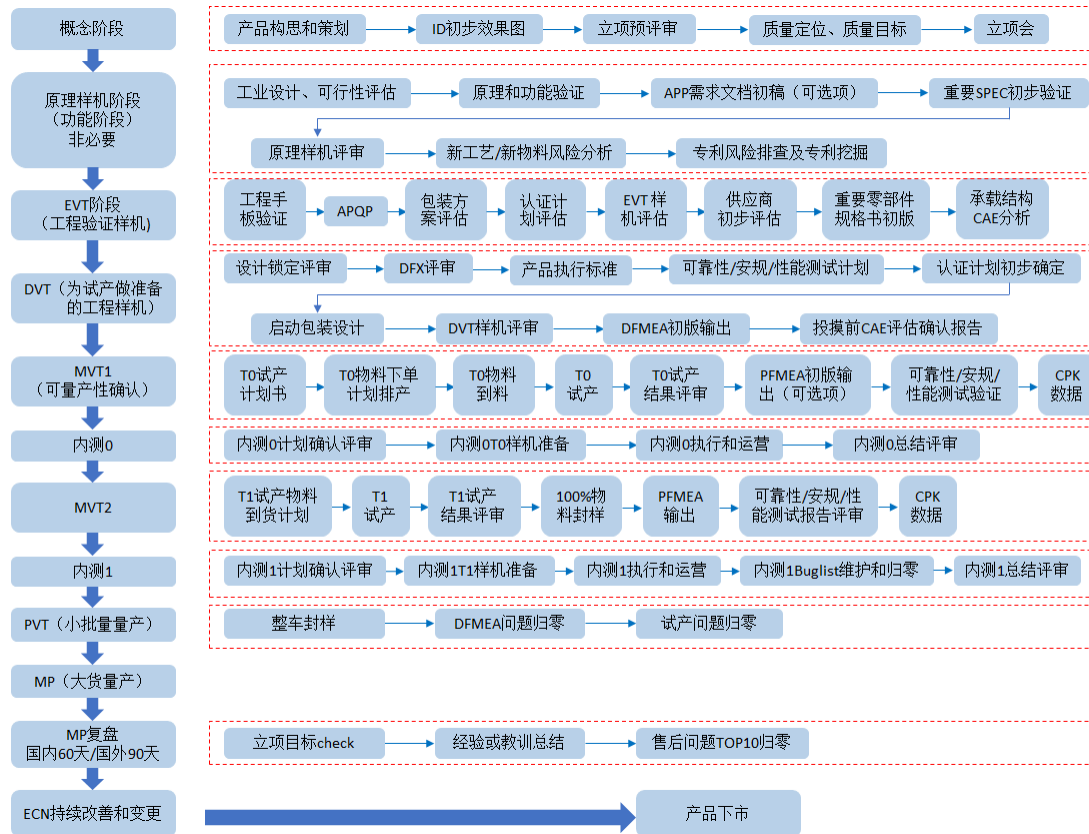 概念阶段
产品构思和策划
ID初步效果图
立项预评审
质量定位、质量目标
立项会
原理样机阶段
（功能阶段）
非必要
工业设计、可行性评估
原理和功能验证
APP需求文档初稿（可选项）
重要SPEC初步验证
原理样机评审
新工艺/新物料风险分析
专利风险排查及专利挖掘
EVT阶段
（工程验证样机)
工程手
板验证
APQP
包装方
案评估
认证计
划评估
EVT样
机评估
供应商
初步评估
重要零部件
规格书初版
承载结构
CAE分析
DVT（为试产做准备
的工程样机）
设计锁定评审
DFX评审
产品执行标准
可靠性/安规/性能测试计划
认证计划初步确定
启动包装设计
DVT样机评审
DFMEA初版输出
投摸前CAE评估确认报告
MVT1
（可量产性确认）
T0试产
计划书
T0物料下单
计划排产
T0物料
到料
T0
试产
T0试产
结果评审
PFMEA初版输
出（可选项）
可靠性/安规/
性能测试验证
CPK
数据
内测0
内测0计划确认评审
内测0T0样机准备
内测0执行和运营
内测0总结评审
MVT2
T1试产物料
到货计划
T1
试产
T1试产
结果评审
100%物
料封样
PFMEA
输出
可靠性/安规/性
能测试报告评审
CPK
数据
内测1
内测1计划确认评审
内测1T1样机准备
内测1执行和运营
内测1Buglist维护和归零
内测1总结评审
PVT（小批量量产）
整车封样
DFMEA问题归零
试产问题归零
MP（大货量产）
MP复盘
国内60天/国外90天
立项目标check
经验或教训总结
售后问题TOP10归零
ECN持续改善和变更
产品下市